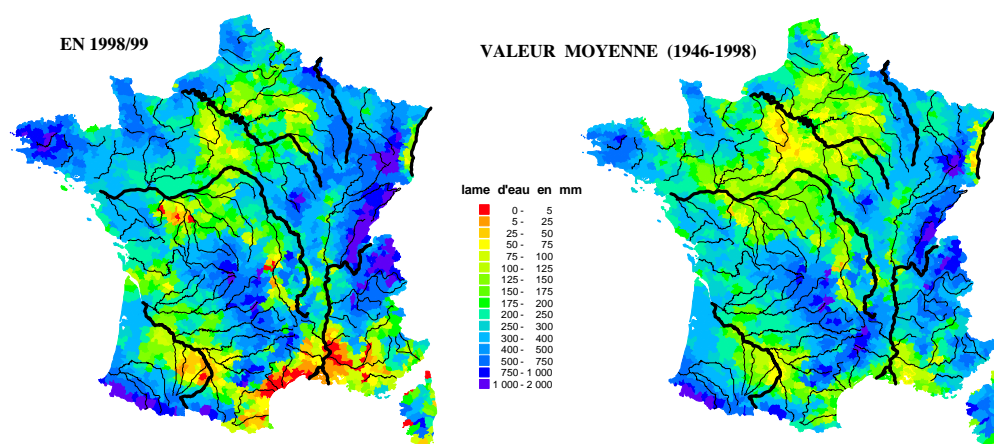 EN 1998/99
VALEUR MOYENNE (1946-1998)
lame d'eau en mm
0 - 5
5 - 25
25 - 50
50 - 75
75 - 100
100 - 125
125 - 150
150 - 175
175 - 200
200 - 250
250 - 300
300 - 400
400 - 500
500 - 750
750 - 1 000
1 000 - 2 000